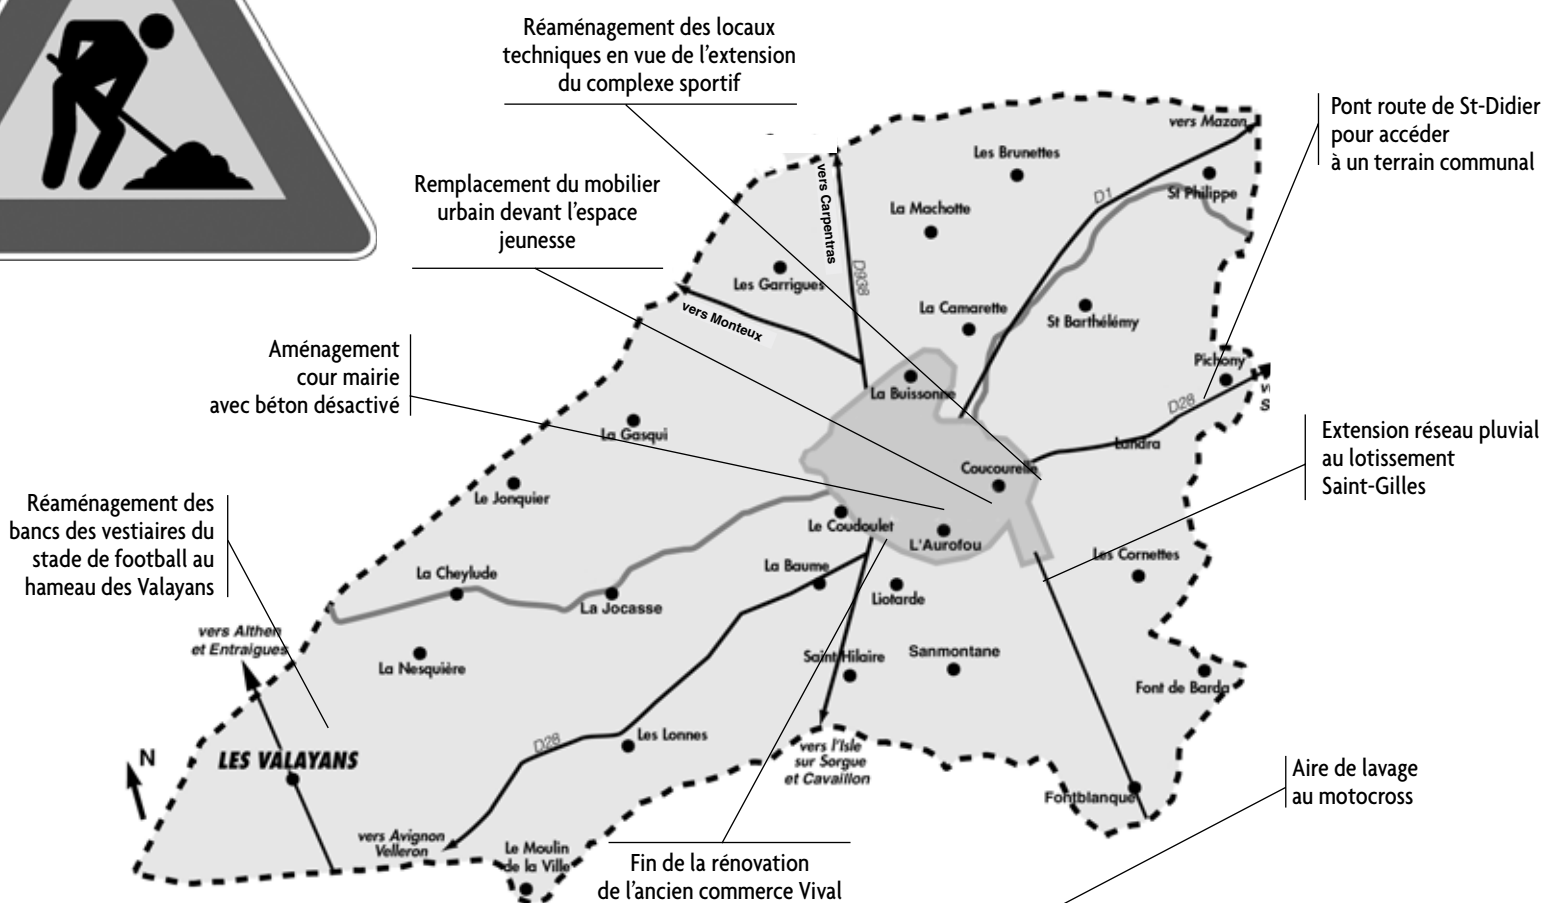 Réaménagement des locaux
techniques en vue de l'extension
du complexe sportif
Remplacement du mobilier
urbain devant l'espace
jeunesse
Aménagement
cour mairie
avec béton désactivé
Réaménagement des
bancs des vestiaires du
stade de football au
hameau des Valayans
Pont route de St-Didier
pour accéder
à un terrain communal
Extension réseau pluvial
au lotissement
Saint-Gilles
Aire de lavage
au motocross
Fin de la rénovation
de l'ancien commerce Vival
vers Mazan
Les Brunettes
D1
St Philippe
vers Carpentras
La Machotte
D938
Les Garrigues
La Camarette
St Barthélémy
vers Monteux
Pichony
La Buissonne
D28
La Gasqui
Landra
Coucourelle
Le Jonquier
Le Coudoulet
L'Aurofou
Les Cornettes
La Baume
La Cheylude
Liotarde
La Jocasse
vers Althen
et Entraigues
La Nesquière
Saint Hilaire
Sanmontane
Font de Barda
Les Lonnes
D28
N
LES VALAYANS
vers l'Isle
sur Sorgue
et Cavaillon
Fontblanque
vers Avignon
Velleron
Le Moulin
de la Ville